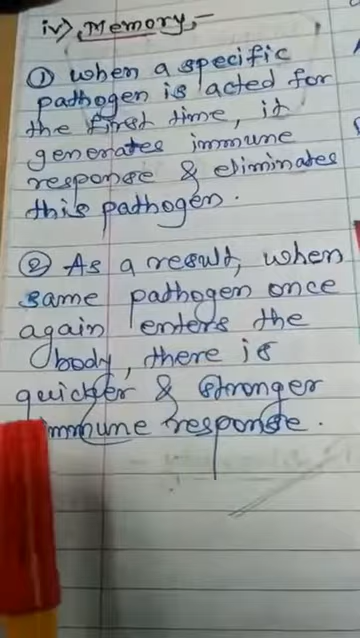 iv) Memory,-
① when a specific
pathogen is acted for
the first time, it
generates immune
response & eliminates
this pathogen.
② As a result, when
same pathogen once
again enters the
body, there is
quicker & stronger
immune response.